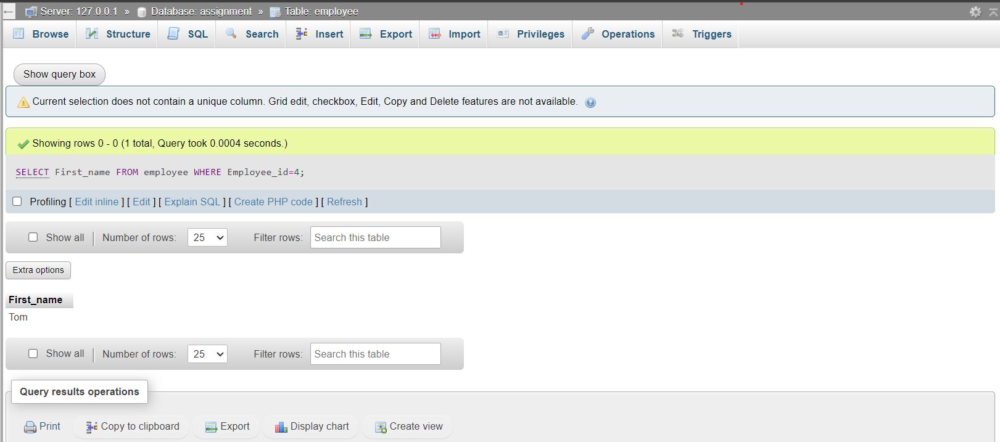 Server: 127.0.0.1 » Database: assignment » Table: employee
Browse Structure SQL Search Insert Export Import Privileges Operations Triggers
Show query box
Current selection does not contain a unique column. Grid edit, checkbox, Edit, Copy and Delete features are not available.
Showing rows 0 - 0 (1 total, Query took 0.0004 seconds.)
SELECT First_name FROM employee WHERE Employee_id=4;
Profiling [ Edit inline ] [ Edit ] [ Explain SQL ] [ Create PHP code ] [ Refresh ]
Show all | Number of rows: 25 Filter rows: Search this table
Extra options
First_name
Tom
Show all | Number of rows: 25 Filter rows: Search this table
Query results operations
Print Copy to clipboard Export Display chart Create view